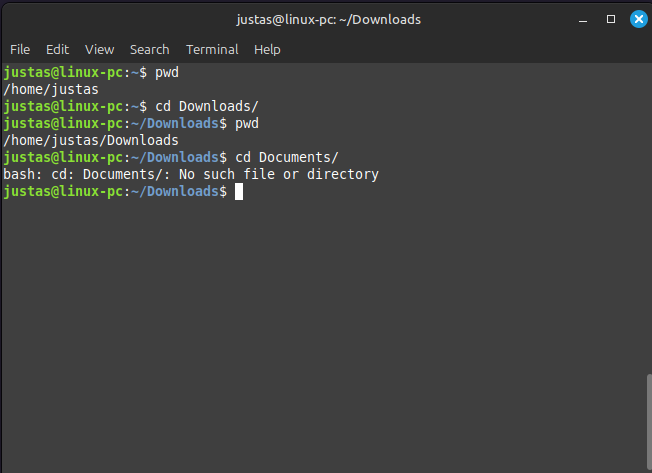 justas@linux-pc: ~/Downloads
File Edit View Search Terminal Help
justas@linux-pc:~$ pwd
/home/justas
justas@linux-pc:~$ cd Downloads/
justas@linux-pc:~/Downloads$ pwd
/home/justas/Downloads
justas@linux-pc:~/Downloads$ cd Documents/
bash: cd: Documents/: No such file or directory
justas@linux-pc:~/Downloads$